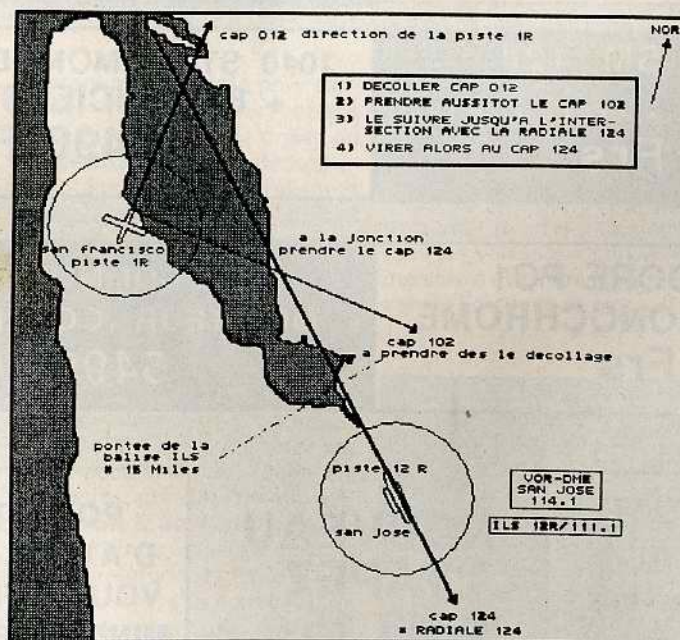 cap 012 direction de la piste 1R
NOR
1) DECOLLER CAP 012
2) PRENDRE AUSSITOT LE CAP 102
3) LE SUIVRE JUSQU'A L'INTER-
SECTION AVEC LA RADIALE 124
4) VIRER ALORS AU CAP 124
san francisco
piste 1R
a la jonction
prendre le cap 124
cap 102
a prendre des le decollage
portee de la
balise ILS
# 15 Miles
piste 12 R
san jose
VOR-DME
SAN JOSE
114.1
ILS 12R/111.1
cap 124
= RADIALE 124